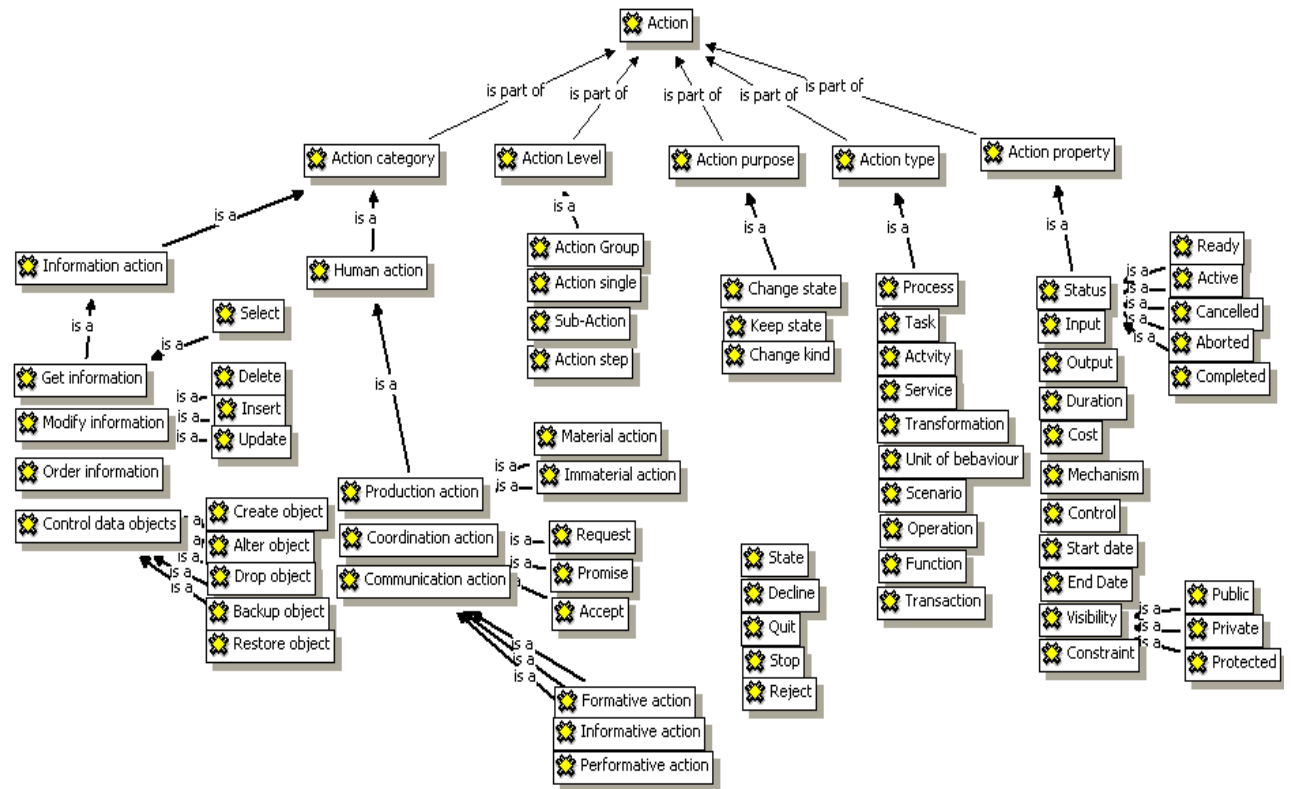 Action
is part of
is part of
is part of
is part of
is part of
Action category
Action Level
Action purpose
Action type
Action property
is a
is a
is a
is a
is a
is a
Information action
Human action
is a
Get information
Modify information
Order information
Control data objects
is a
Select
is a
is a
is a
Delete
Insert
Update
a
is a
is a
is a
Create object
Alter object
Drop object
Backup object
Restore object
is a
Production action
Coordination action
Communication action
is a
is a
Material action
Immaterial action
is a
is a
a
Request
Promise
Accept
is a
is a
is a
Formative action
Informative action
Performative action
Action Group
Action single
Sub-Action
Action step
Change state
Keep state
Change kind
State
Decline
Quit
Stop
Reject
Process
Task
Actvity
Service
Transformation
Unit of bebaviour
Scenario
Operation
Function
Transaction
Status
Input
Output
Duration
Cost
Mechanism
Control
Start date
End Date
Visibility
Constraint
is a
is a
is a
is a
is a
Ready
Active
Cancelled
Aborted
Completed
is a
is a
is a
Public
Private
Protected